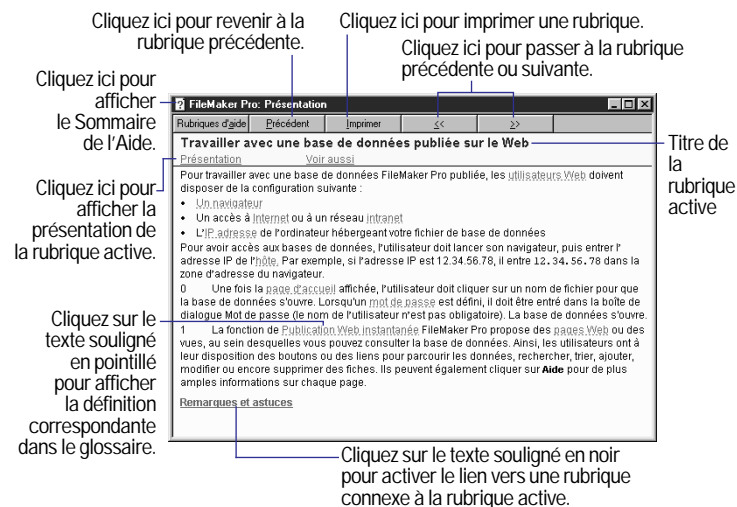 Cliquez ici pour revenir à la
rubrique précédente.
Cliquez ici pour imprimer une rubrique.
Cliquez ici pour passer à la rubrique
précédente ou suivante.
Cliquez ici pour
afficher
le Sommaire
de l'Aide.
FileMaker Pro: Présentation
Rubriques d'aide Précédent Imprimer << >>
Travailler avec une base de données publiée sur le Web
Titre de
la
rubrique
active
Présentation Voir aussi
Cliquez ici pour
afficher la
présentation de
la rubrique active.
Pour travailler avec une base de données FileMaker Pro publiée, les utilisateurs Web doivent
disposer de la configuration suivante :
• Un navigateur
• Un accès à Internet ou à un réseau intranet
• L'IP adresse de l'ordinateur hébergeant votre fichier de base de données
Pour avoir accès aux bases de données, l'utilisateur doit lancer son navigateur, puis entrer l'
adresse IP de l'hôte. Par exemple, si l'adresse IP est 12.34.56.78, il entre 12.34.56.78 dans la
zone d'adresse du navigateur.
0 Une fois la page d'accueil affichée, l'utilisateur doit cliquer sur un nom de fichier pour que
la base de données s'ouvre. Lorsqu'un mot de passe est défini, il doit être entré dans la boîte de
dialogue Mot de passe (le nom de l'utilisateur n'est pas obligatoire). La base de données s'ouvre.
1 La fonction de Publication Web instantanée FileMaker Pro propose des pages Web ou des
vues, au sein desquelles vous pouvez consulter la base de données. Ainsi, les utilisateurs ont à
leur disposition des boutons ou des liens pour parcourir les données, rechercher, trier, ajouter,
modifier ou encore supprimer des fiches. Ils peuvent également cliquer sur Aide pour de plus
amples informations sur chaque page.
Remarques et astuces
Cliquez sur le
texte souligné
en pointillé
pour afficher
la définition
correspondante
dans le glossaire.
Cliquez sur le texte souligné en noir
pour activer le lien vers une rubrique
connexe à la rubrique active.